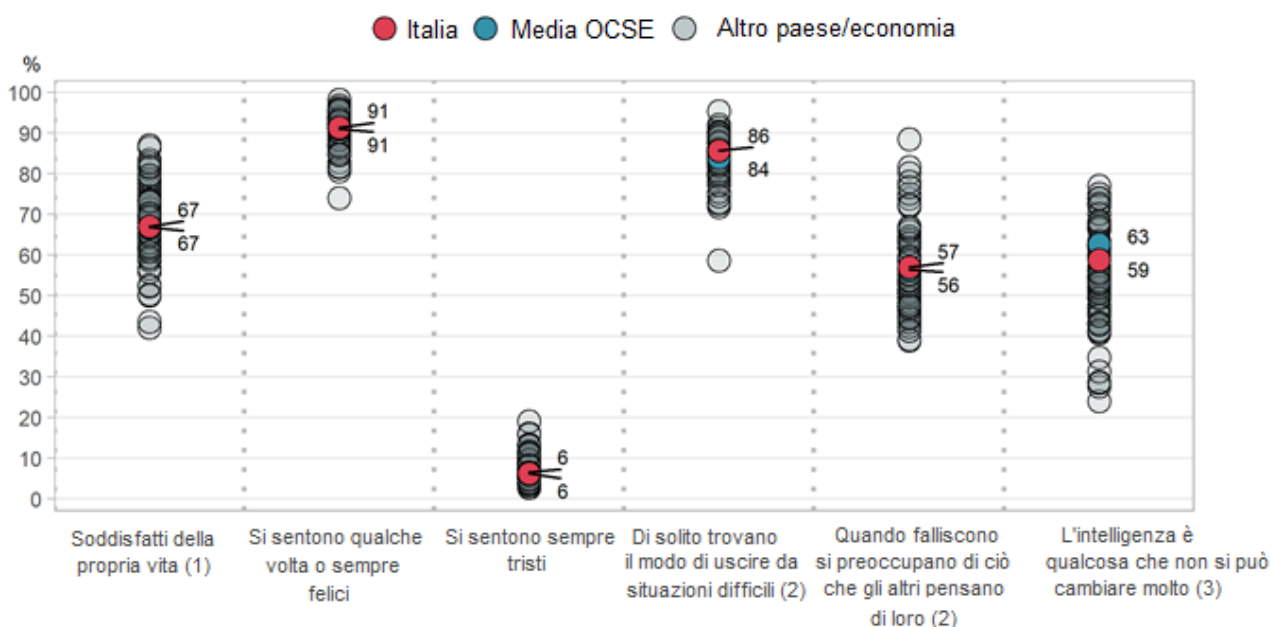 Italia Media OCSE Altro paese/economia
%
100
90
80
70
60
50
40
30
20
10
0
67
67
91
91
6
6
86
84
57
56
63
59
Soddisfatti della
propria vita (1)
Si sentono qualche
volta o sempre
felici
Si sentono sempre
tristi
Di solito trovano
il modo di uscire da
situazioni difficili (2)
Quando falliscono
si preoccupano di ciò
che gli altri pensano
di loro (2)
L'intelligenza è
qualcosa che non si può
cambiare molto (3)